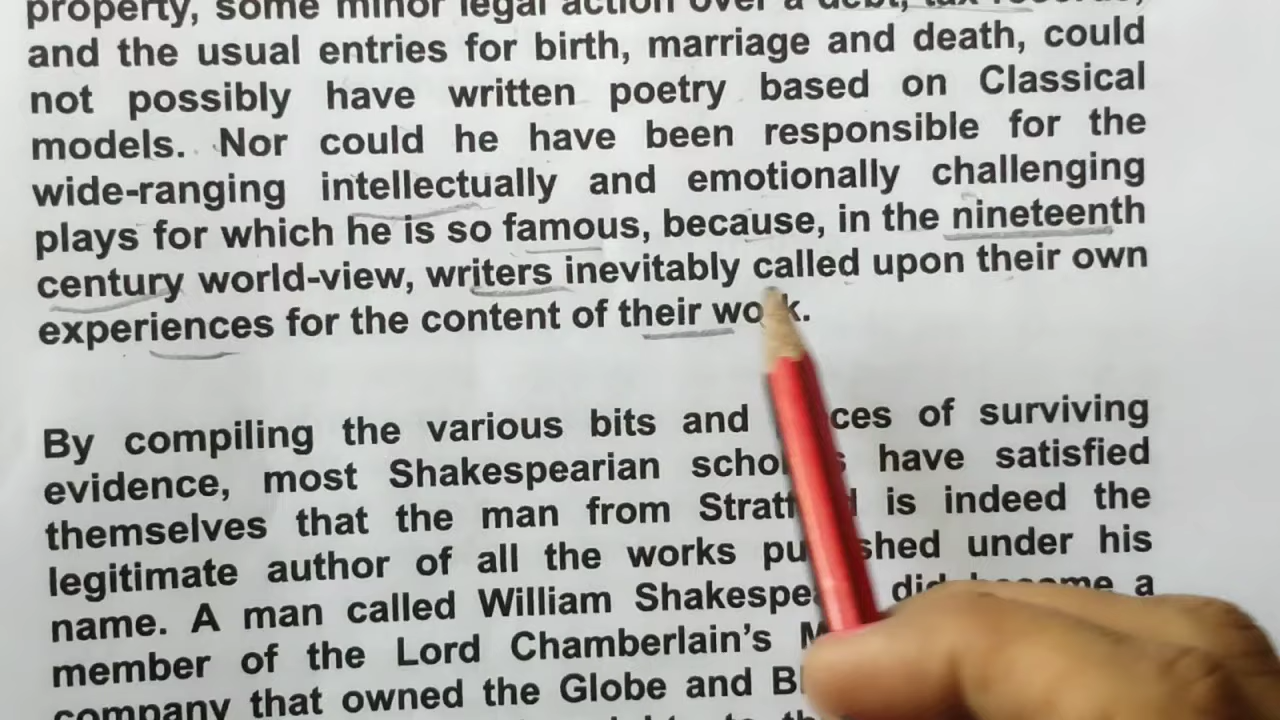 property, some minor legal action over a debt, tax records,
and the usual entries for birth, marriage and death, could
not possibly have written poetry based on Classical
models. Nor could he have been responsible for the
wide-ranging intellectually and emotionally challenging
plays for which he is so famous, because, in the nineteenth
century world-view, writers inevitably called upon their own
experiences for the content of their work.
By compiling the various bits and pieces of surviving
evidence, most Shakespearian scholars have satisfied
themselves that the man from Stratford is indeed the
legitimate author of all the works published under his
name. A man called William Shakespeare did become a
member of the Lord Chamberlain's
company that owned the Globe and